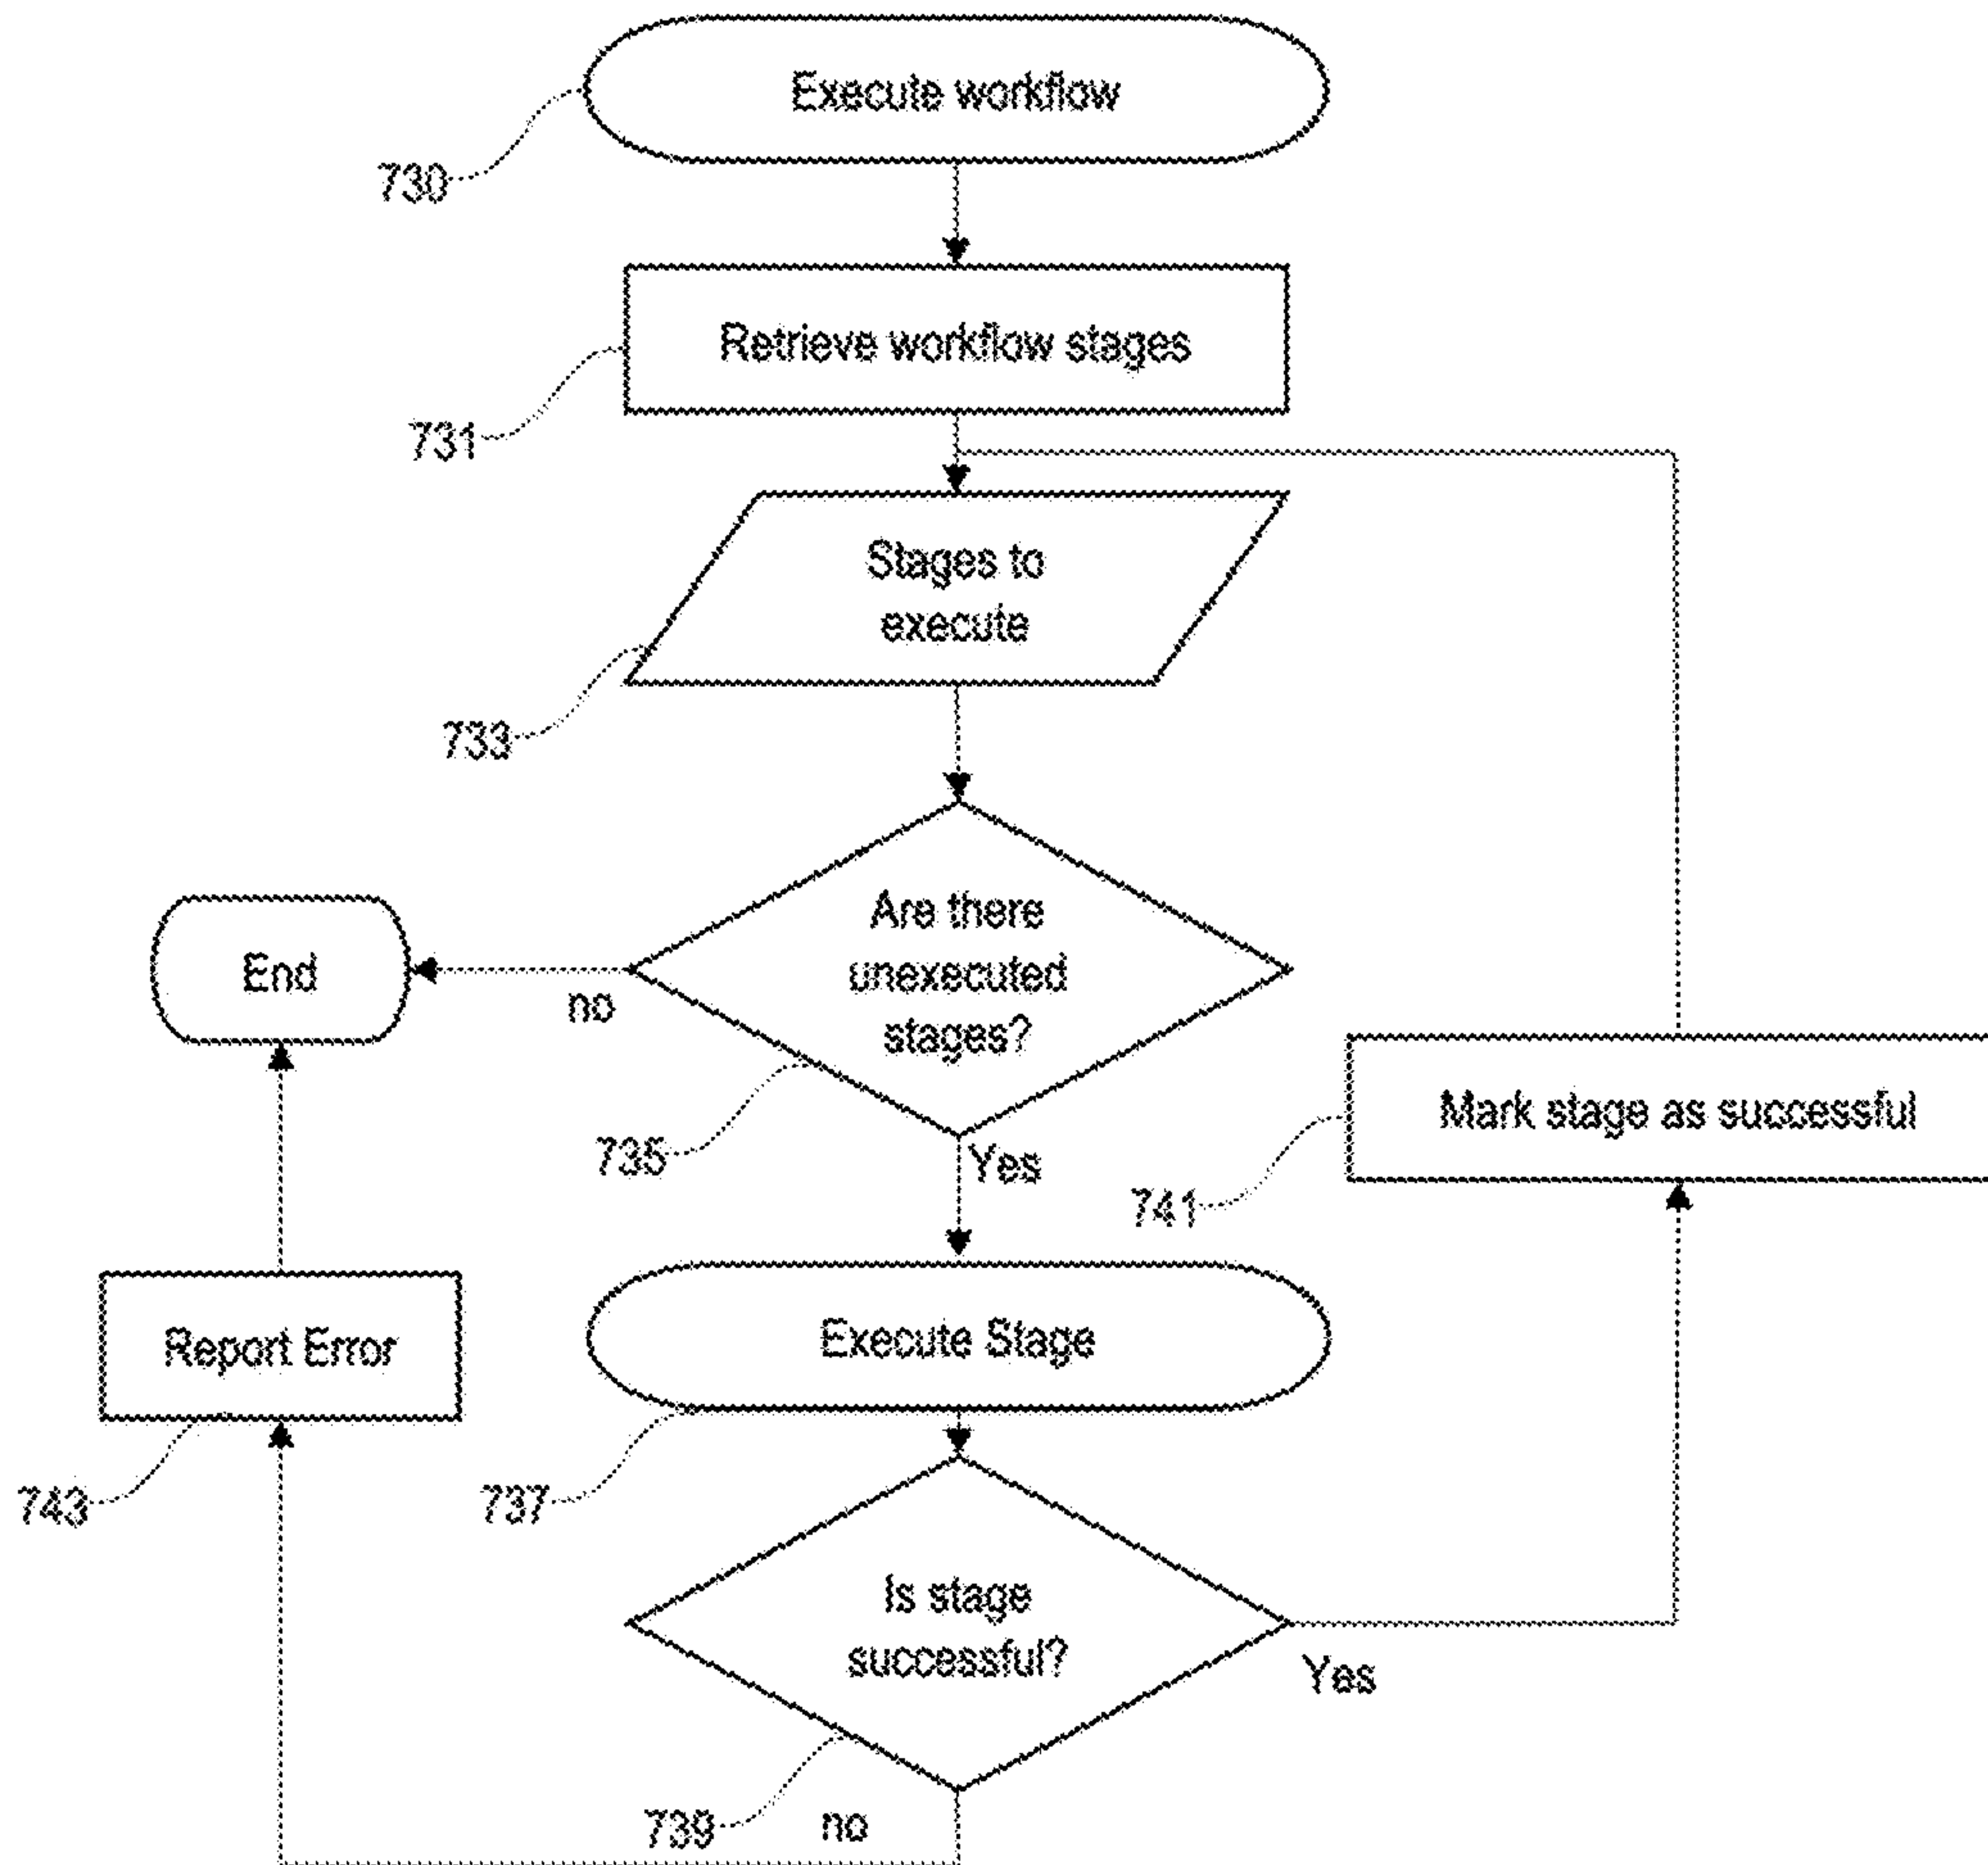 Execute workflow
730
Retrieve workflow stages
731
Stages to
execute
733
Are there
unexecuted
stages?
End
no
735
Yes
Mark stage as successful
741
Report Error
Execute Stage
743
737
Is stage
successful?
Yes
739
no